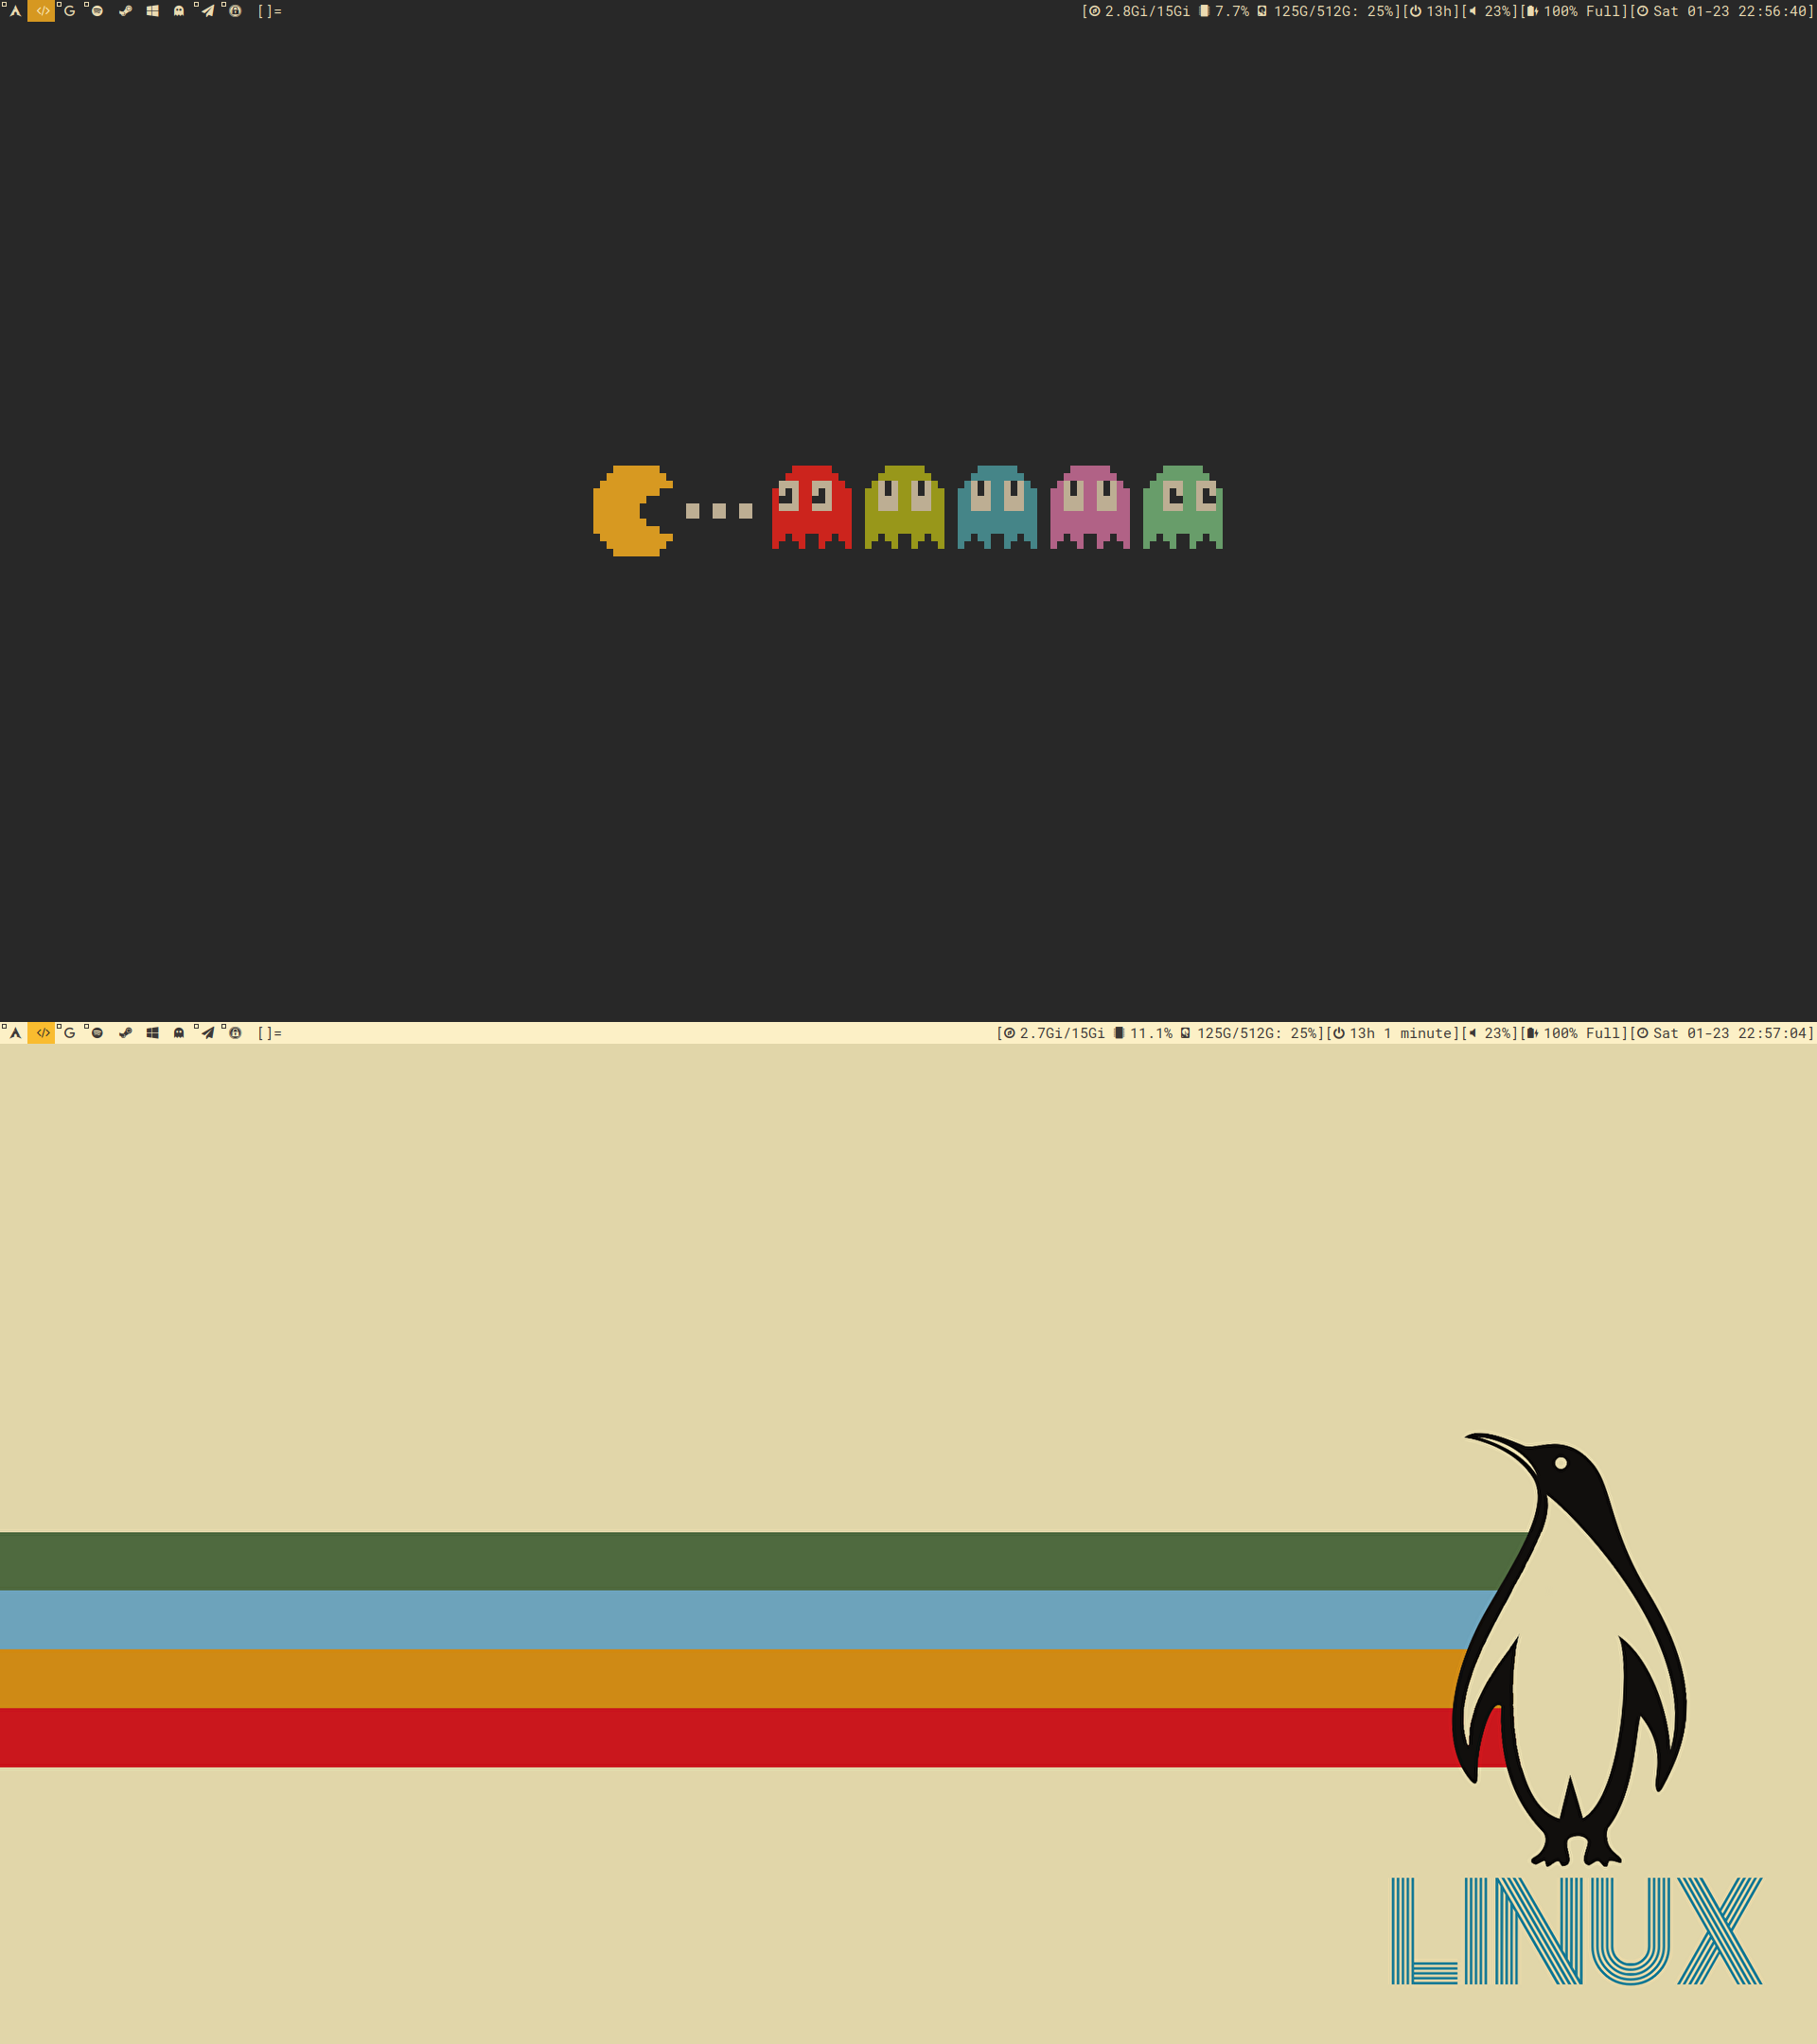 []= [2.8Gi/15Gi 7.7% 125G/512G: 25%][13h][23%][100% Full][Sat 01-23 22:56:40]
[]= [2.7Gi/15Gi 11.1% 125G/512G: 25%][13h 1 minute][23%][100% Full][Sat 01-23 22:57:04]
LINUX